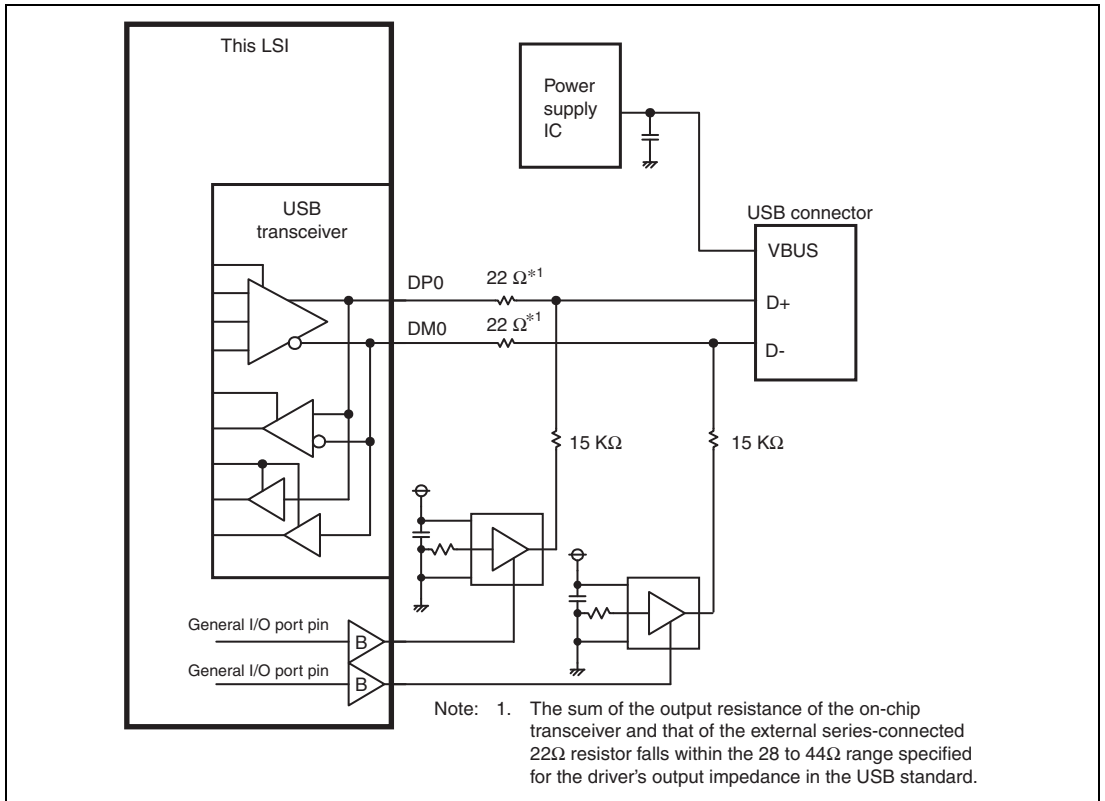 This LSI
Power
supply
IC
USB
transceiver
USB connector
VBUS
DP0
22 Ω*1
D+
DM0
22 Ω*1
D-
15 KΩ
15 KΩ
General I/O port pin
B
General I/O port pin
B
Note: 1. The sum of the output resistance of the on-chip
transceiver and that of the external series-connected
22Ω resistor falls within the 28 to 44Ω range specified
for the driver's output impedance in the USB standard.